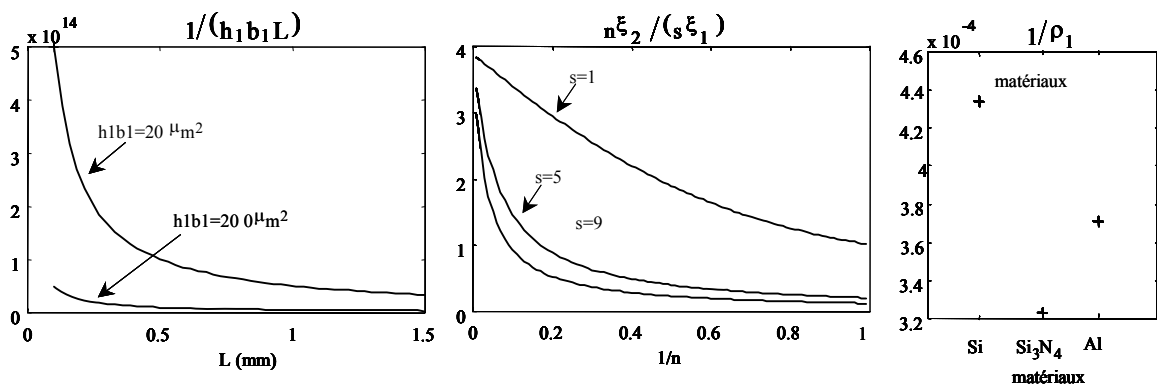 x 10^14
1/(h₁b₁L)
5
4
3
2
1
0
h1b1=20 μm²
h1b1=20 0μm²
0
0.5
1
1.5
L (mm)
nξ₂/(sξ₁)
4
3
2
1
0
s=1
s=5
s=9
0
0.2
0.4
0.6
0.8
1
1/n
x 10^-4
1/ρ₁
4.6
4.4
4.2
4
3.8
3.6
3.4
3.2
matériaux
Si
Si₃N₄
Al
matériaux